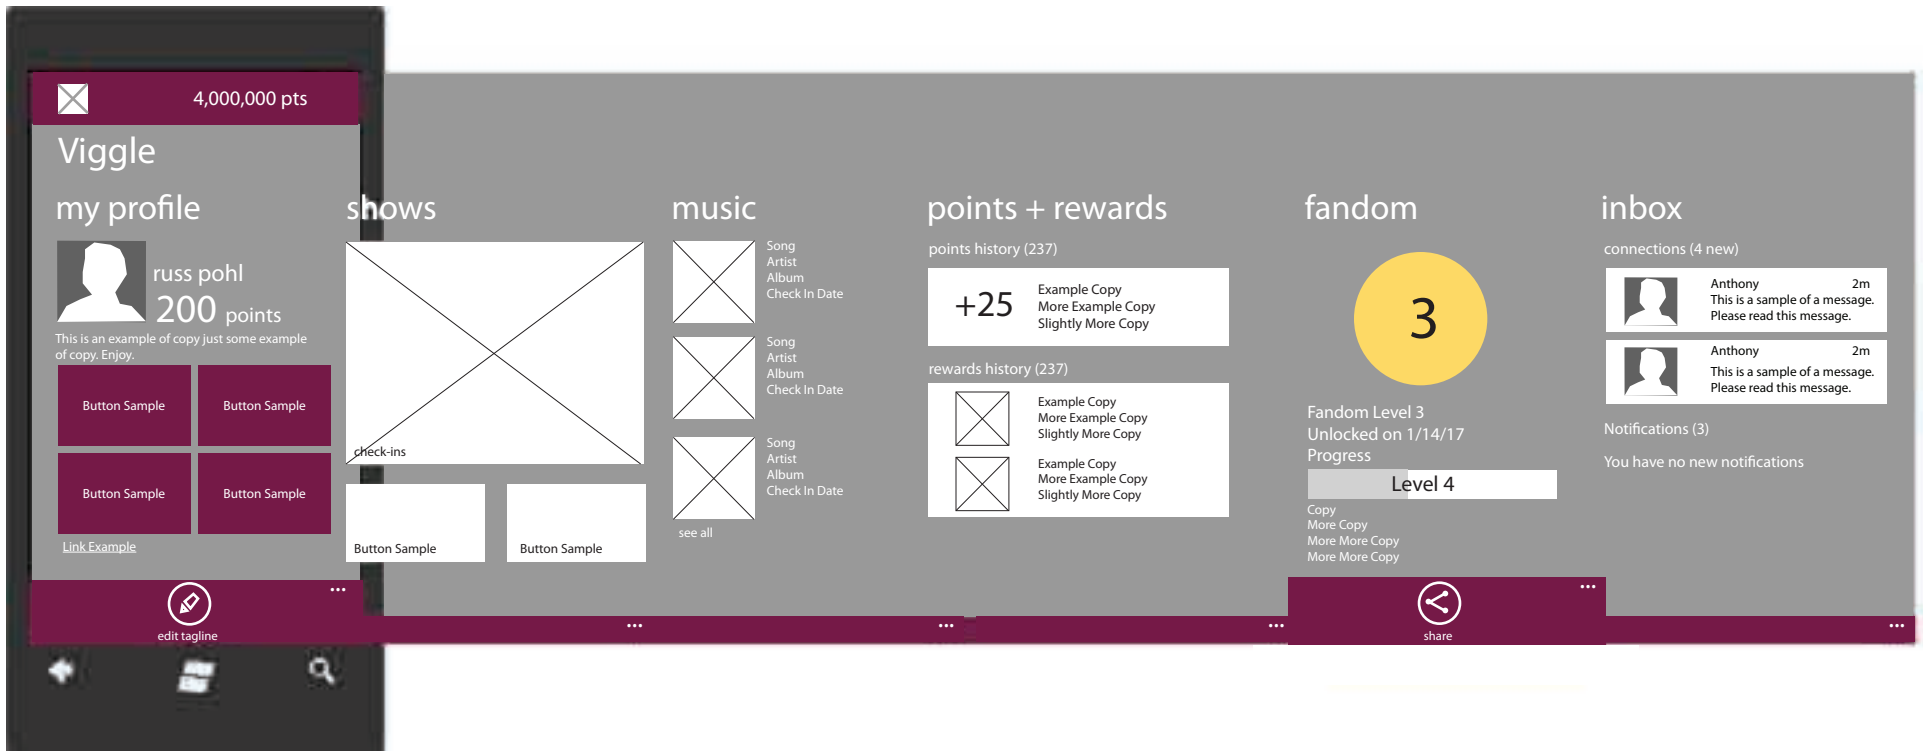 4,000,000 pts
Viggle
my profile
russ pohl
200 points
This is an example of copy just some example
of copy. Enjoy.
Button Sample
Button Sample
Button Sample
Button Sample
Link Example
edit tagline
shows
check-ins
Button Sample
Button Sample
music
Song
Artist
Album
Check In Date
Song
Artist
Album
Check In Date
Song
Artist
Album
Check In Date
see all
points + rewards
points history (237)
+25
Example Copy
More Example Copy
Slightly More Copy
rewards history (237)
Example Copy
More Example Copy
Slightly More Copy
Example Copy
More Example Copy
Slightly More Copy
fandom
3
Fandom Level 3
Unlocked on 1/14/17
Progress
Level 4
Copy
More Copy
More More Copy
More More Copy
share
inbox
connections (4 new)
Anthony 2m
This is a sample of a message.
Please read this message.
Anthony 2m
This is a sample of a message.
Please read this message.
Notifications (3)
You have no new notifications